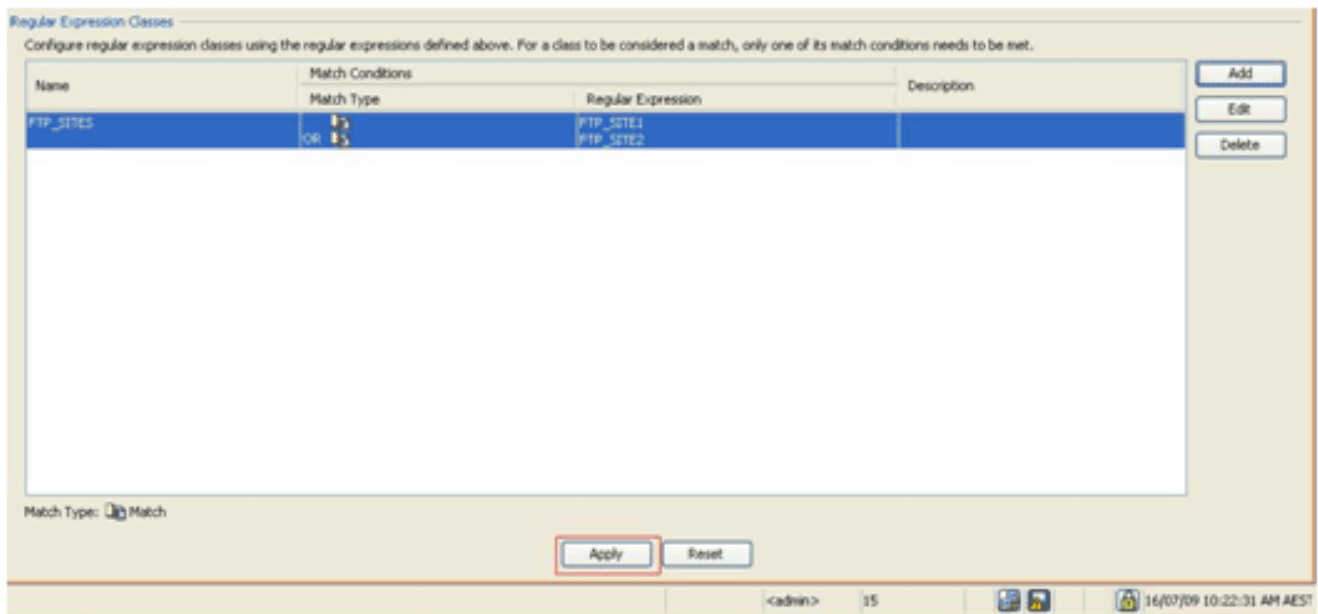 Regular Expression Classes
Configure regular expression classes using the regular expressions defined above. For a class to be considered a match, only one of its match conditions needs to be met.
Name
Match Conditions
Match Type
Regular Expression
Description
FTP_SITES
FTP_SITE1
OR
FTP_SITE2
Add
Edit
Delete
Match Type: Match
Apply
Reset
<admin>
15
16/07/09 10:22:31 AM AEST